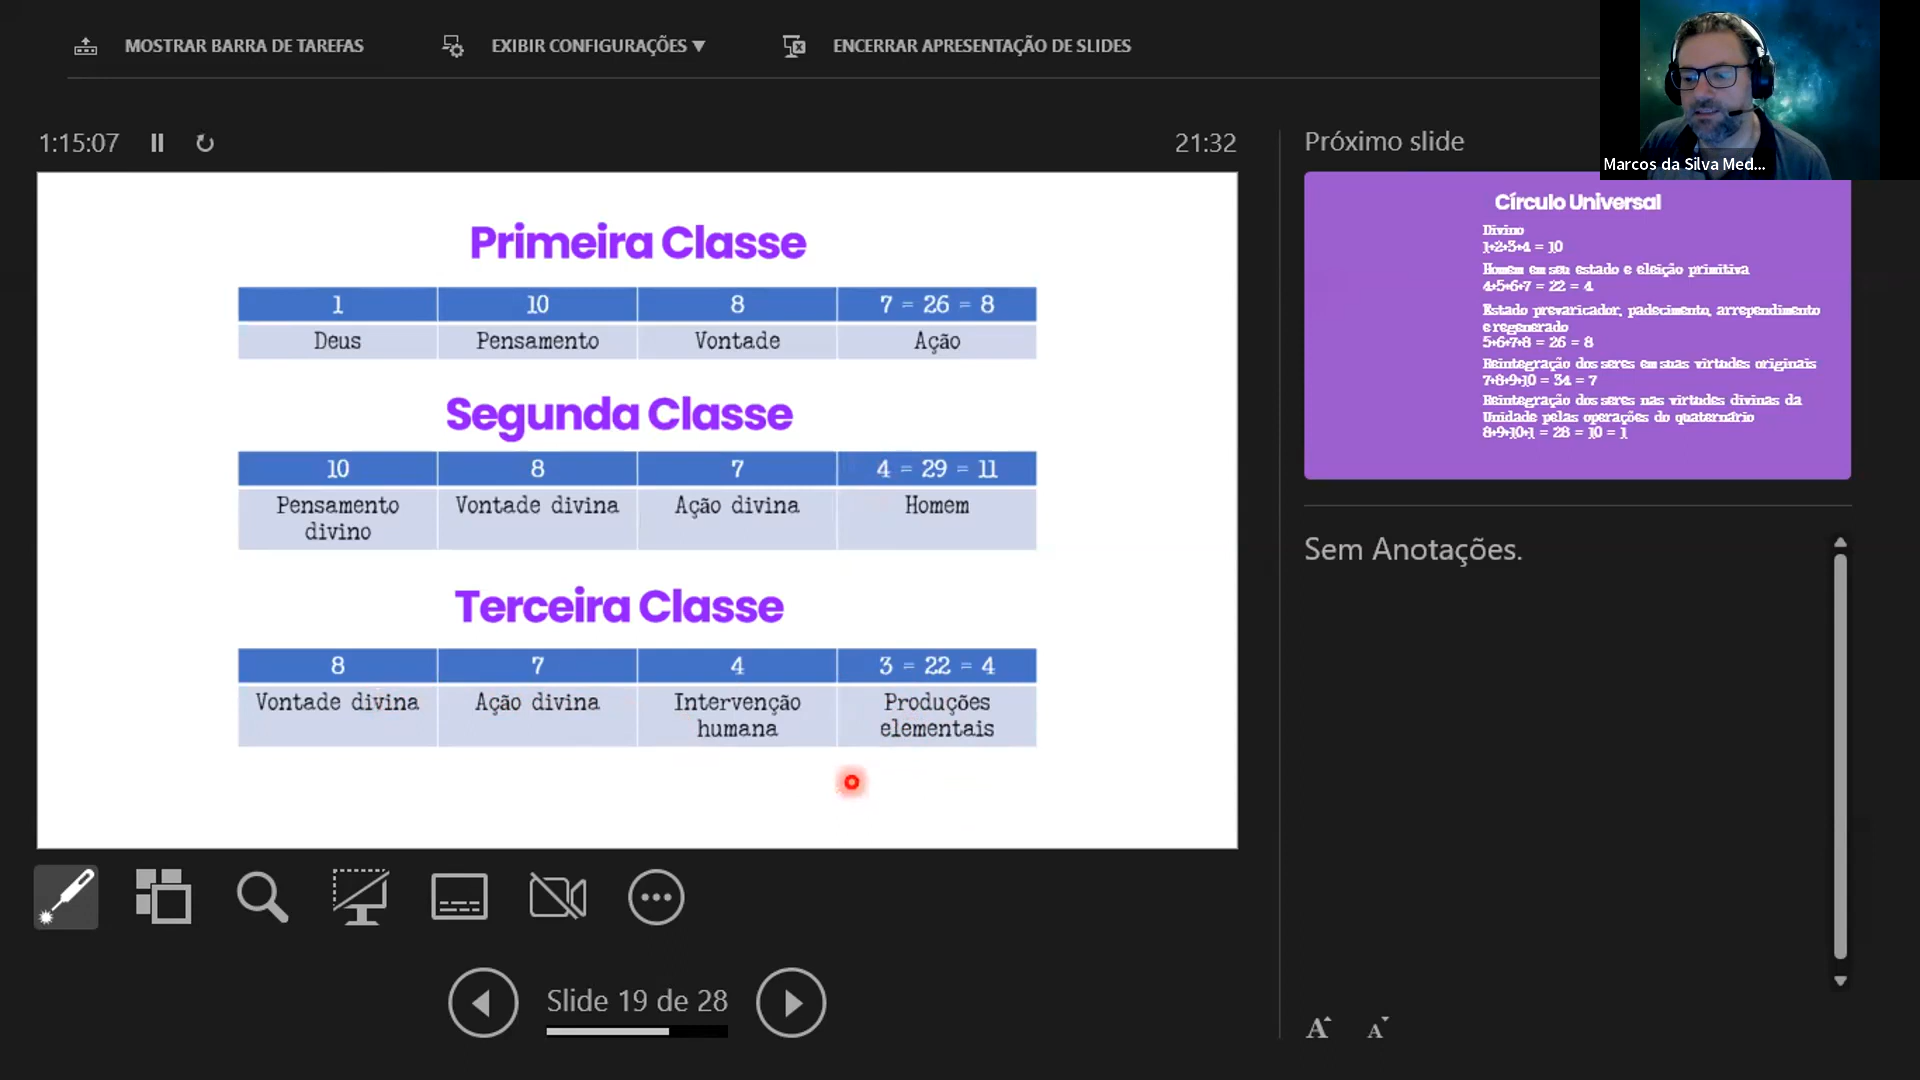 MOSTRAR BARRA DE TAREFAS
EXIBIR CONFIGURAÇÕES ▼
ENCERRAR APRESENTAÇÃO DE SLIDES
Marcos da Silva Med...
1:15:07
21:32
Próximo slide
Primeira Classe
1 10 8 7 = 26 = 8
Deus Pensamento Vontade Ação
Segunda Classe
10 8 7 4 = 29 = 11
Pensamento divino Vontade divina Ação divina Homem
Terceira Classe
8 7 4 3 = 22 = 4
Vontade divina Ação divina Intervenção humana Produções elementais
Círculo Universal
Divino
1+2+3+4 = 10
Homem em seu estado e eleição primitiva
4+5+6+7 = 22 = 4
Estado prevaricador, padecimento, arrependimento
e regenerado
5+6+7+8 = 26 = 8
Reintegração dos seres em suas virtudes originais
7+8+9+10 = 34 = 7
Reintegração dos seres nas virtudes divinas da
Unidade pelas operações do quaternário
8+9+10+1 = 28 = 10 = 1
Sem Anotações.
Slide 19 de 28
A A